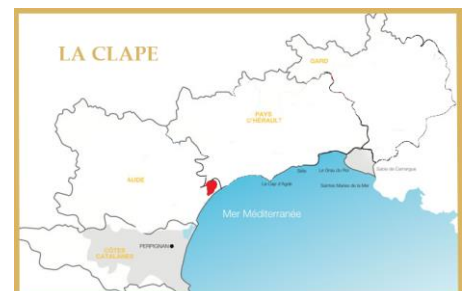 LA CLAPE
GARD
PAYS
D'HÉRAULT
AUDE
Sète
Le Grau du Roi
Le Cap d'Agde
Saintes Maries de la Mer
Mer Méditerranée
PERPIGNAN
CÔTES
CATALANES